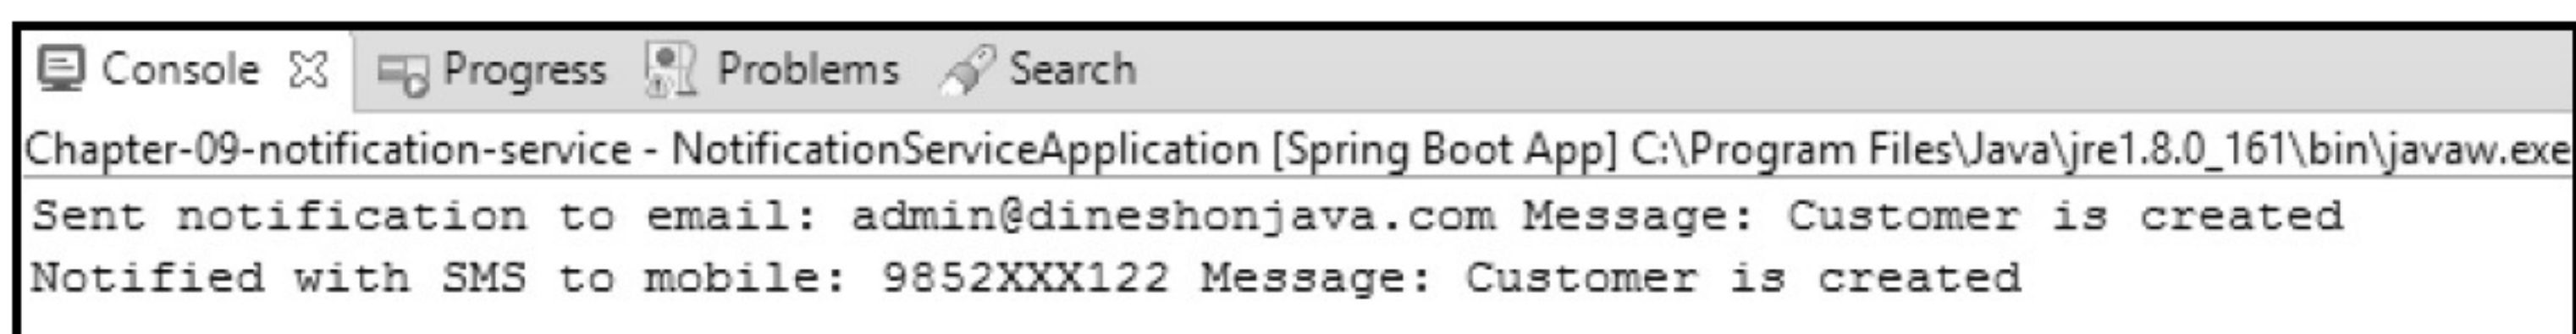 Console Progress Problems Search
Chapter-09-notification-service - NotificationServiceApplication [Spring Boot App] C:\Program Files\Java\jre1.8.0_161\bin\javaw.exe
Sent notification to email: admin@dineshonjava.com Message: Customer is created
Notified with SMS to mobile: 9852XXX122 Message: Customer is created